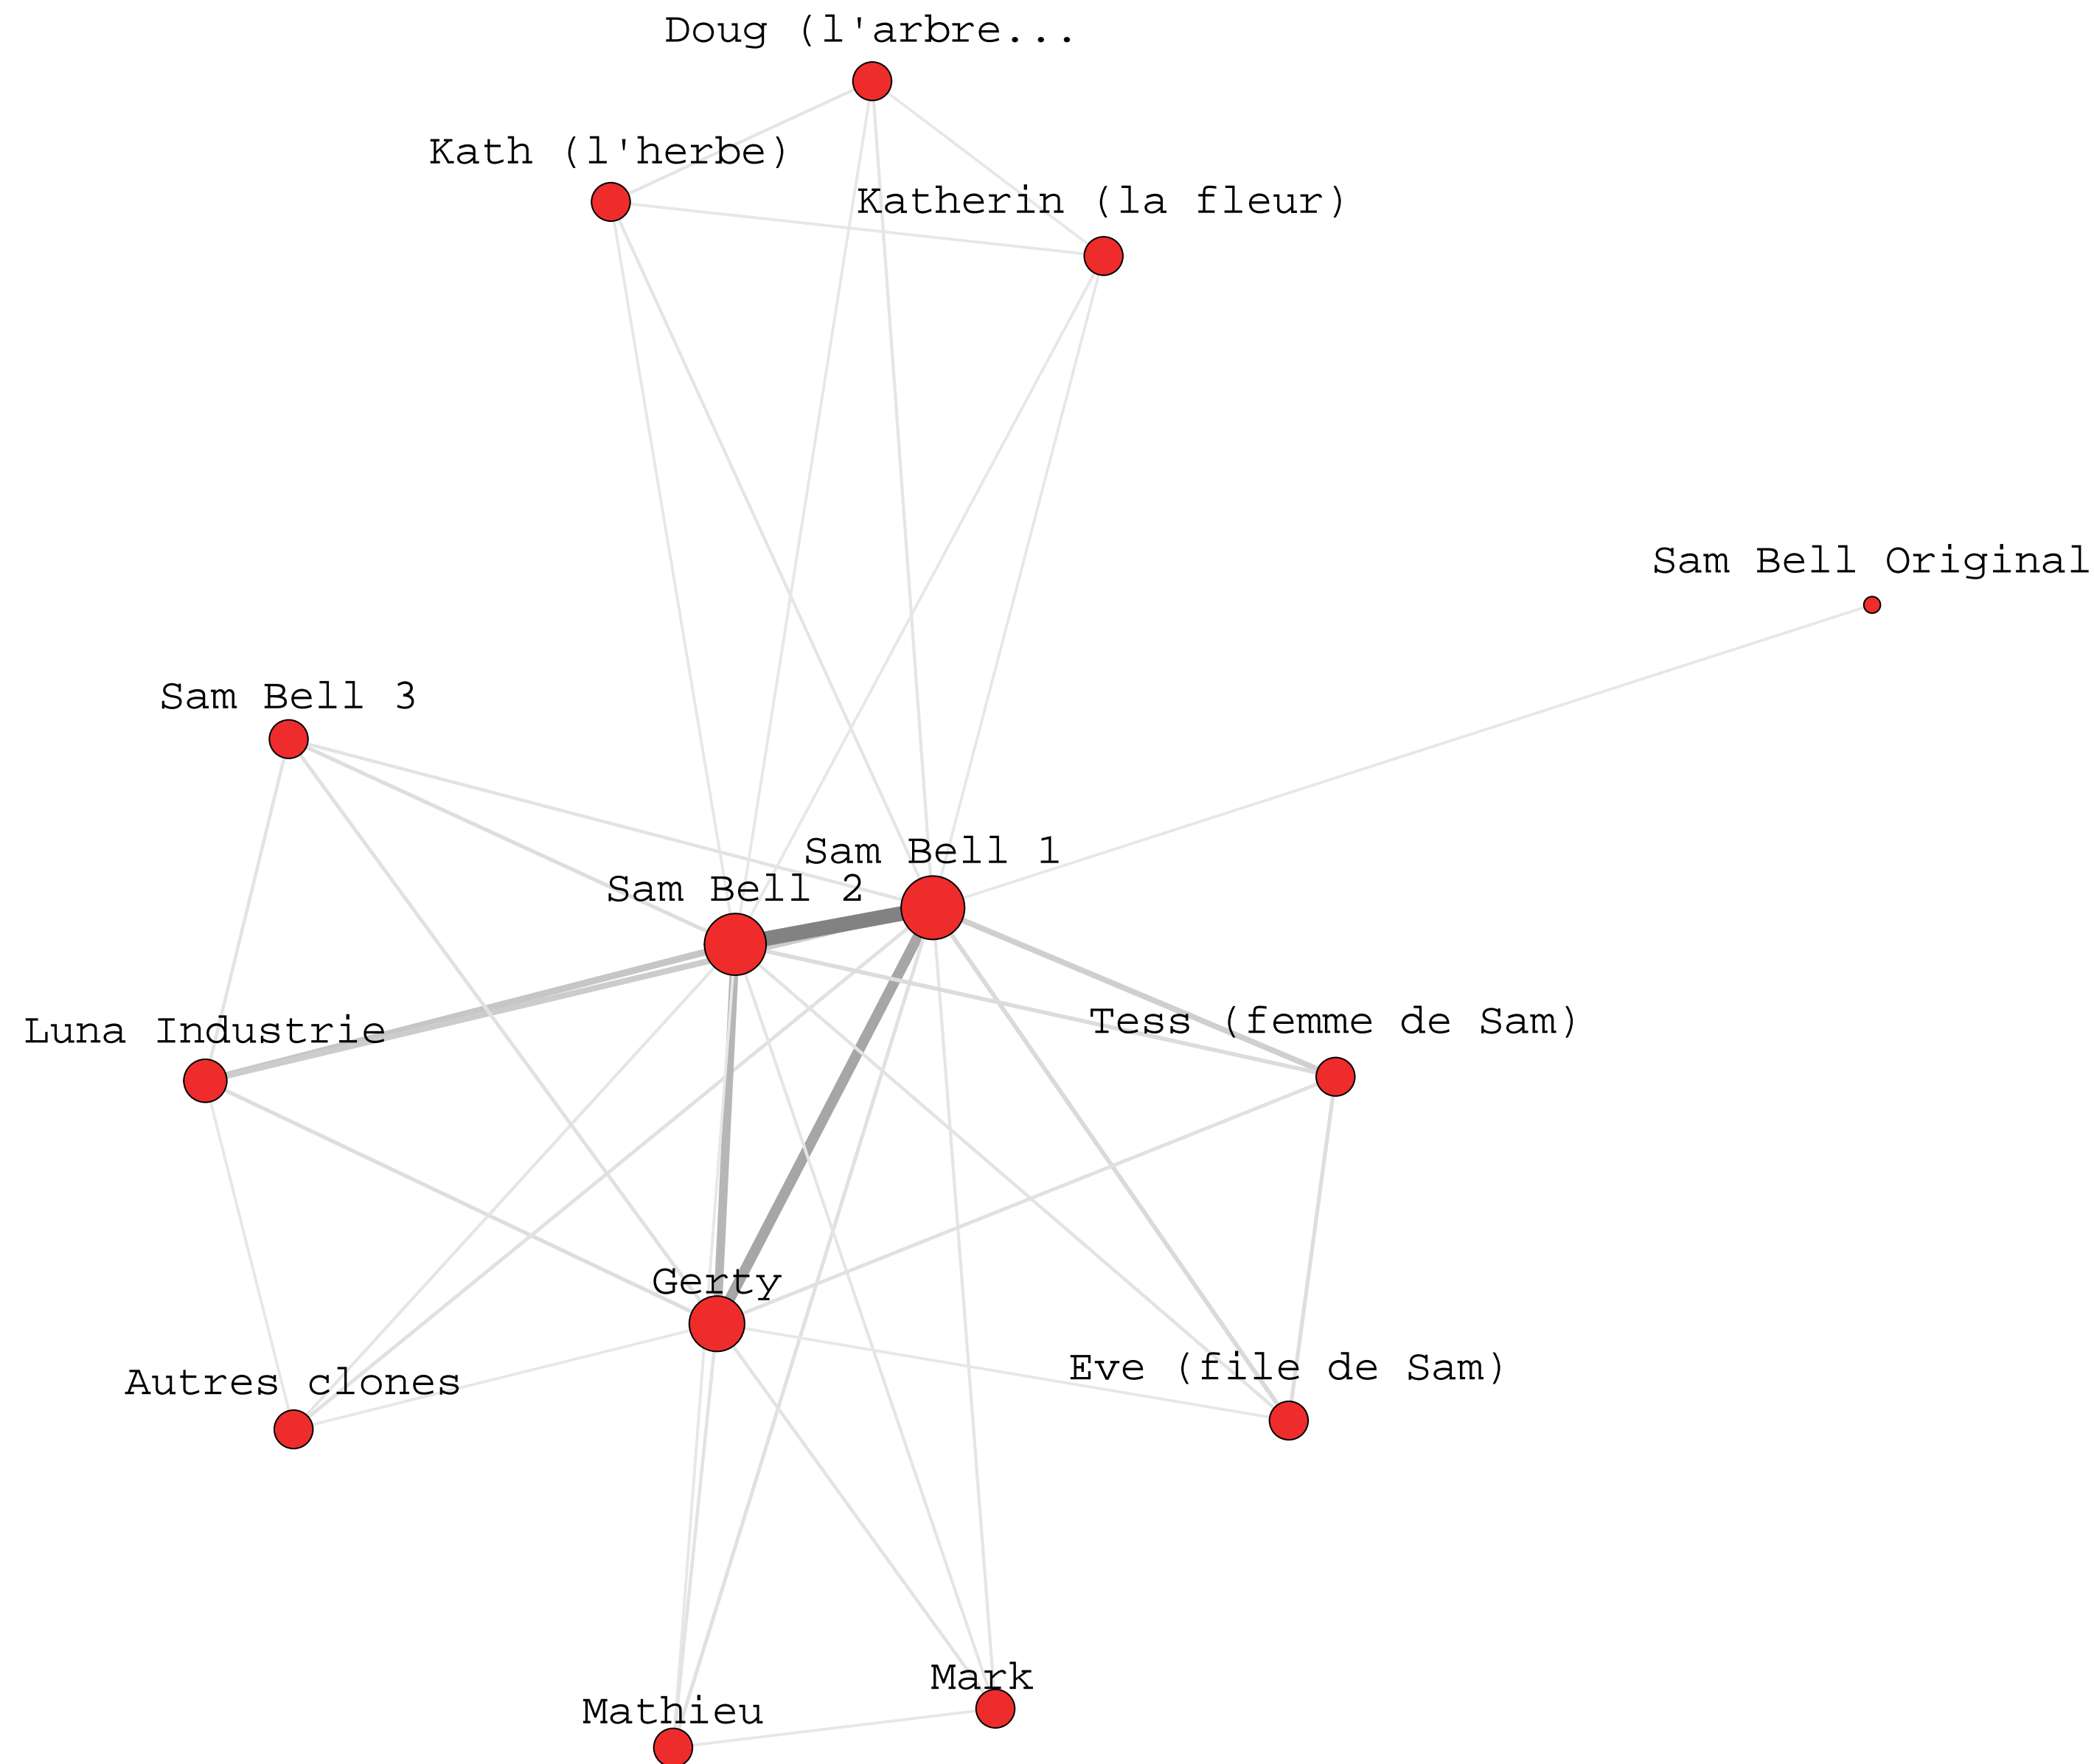 Doug (l'arbre...
Kath (l'herbe)
Katherin (la fleur)
Sam Bell Original
Sam Bell 3
Sam Bell 1
Sam Bell 2
Tess (femme de Sam)
Luna Industrie
Gerty
Eve (file de Sam)
Autres clones
Mark
Mathieu